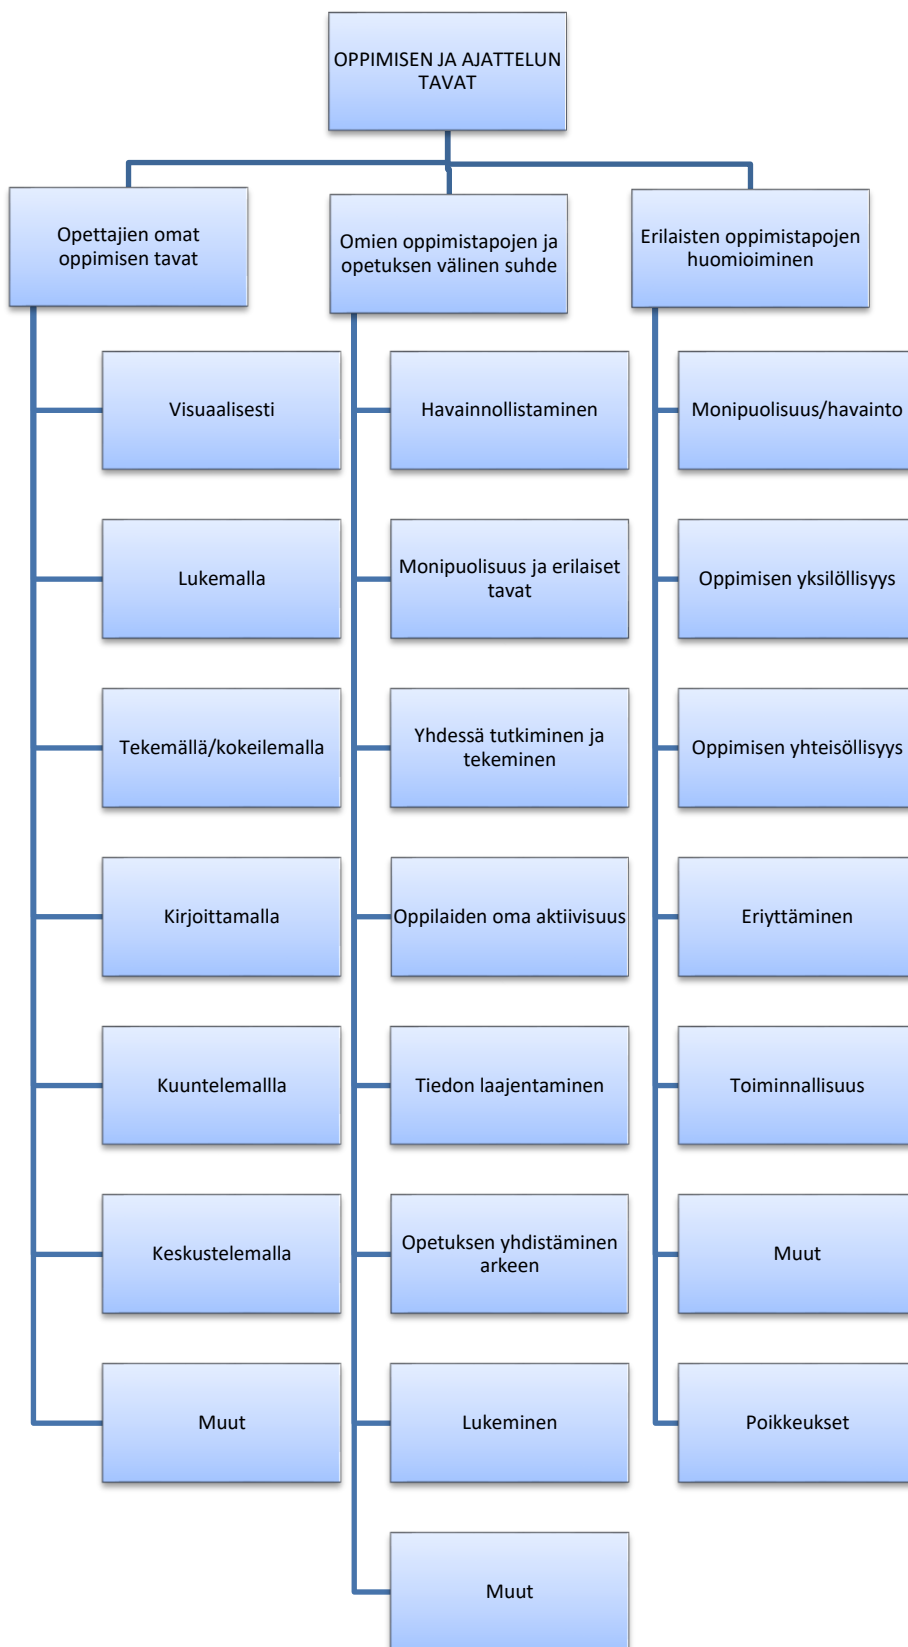 OPPIMISEN JA AJATTELUN
TAVAT
Opettajien omat
oppimisen tavat
Visuaalisesti
Lukemalla
Tekemällä/kokeilemalla
Kirjoittamalla
Kuuntelemallla
Keskustelemalla
Muut
Omien oppimistapojen ja
opetuksen välinen suhde
Havainnollistaminen
Monipuolisuus ja erilaiset
tavat
Yhdessä tutkiminen ja
tekeminen
Oppilaiden oma aktiivisuus
Tiedon laajentaminen
Opetuksen yhdistäminen
arkeen
Lukeminen
Muut
Erilaisten oppimistapojen
huomioiminen
Monipuolisuus/havainto
Oppimisen yksilöllisyys
Oppimisen yhteisöllisyys
Eriyttäminen
Toiminnallisuus
Muut
Poikkeukset